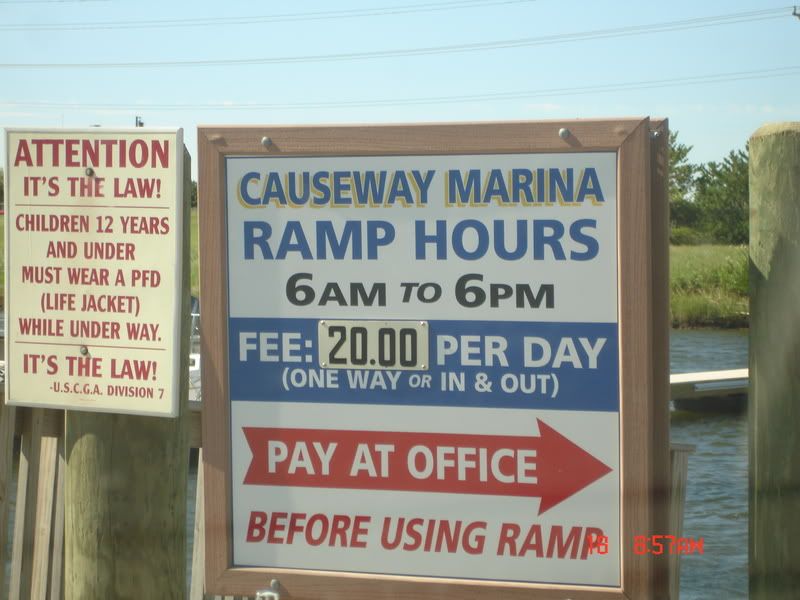 ATTENTION
IT'S THE LAW!
CHILDREN 12 YEARS
AND UNDER
MUST WEAR A PFD
(LIFE JACKET)
WHILE UNDER WAY.
IT'S THE LAW!
-U.S.C.G.A. DIVISION 7
CAUSEWAY MARINA
RAMP HOURS
6AM TO 6PM
FEE: 20.00 PER DAY
(ONE WAY OR IN & OUT)
PAY AT OFFICE
BEFORE USING RAMP
16 8:57AM